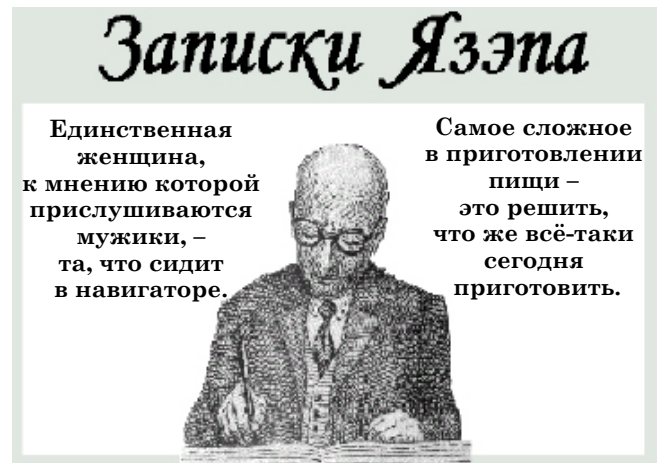 Записки Язэпа
Единственная
женщина,
к мнению которой
прислушиваются
мужики, –
та, что сидит
в навигаторе.
Самое сложное
в приготовлении
пищи –
это решить,
что же всё-таки
сегодня
приготовить.